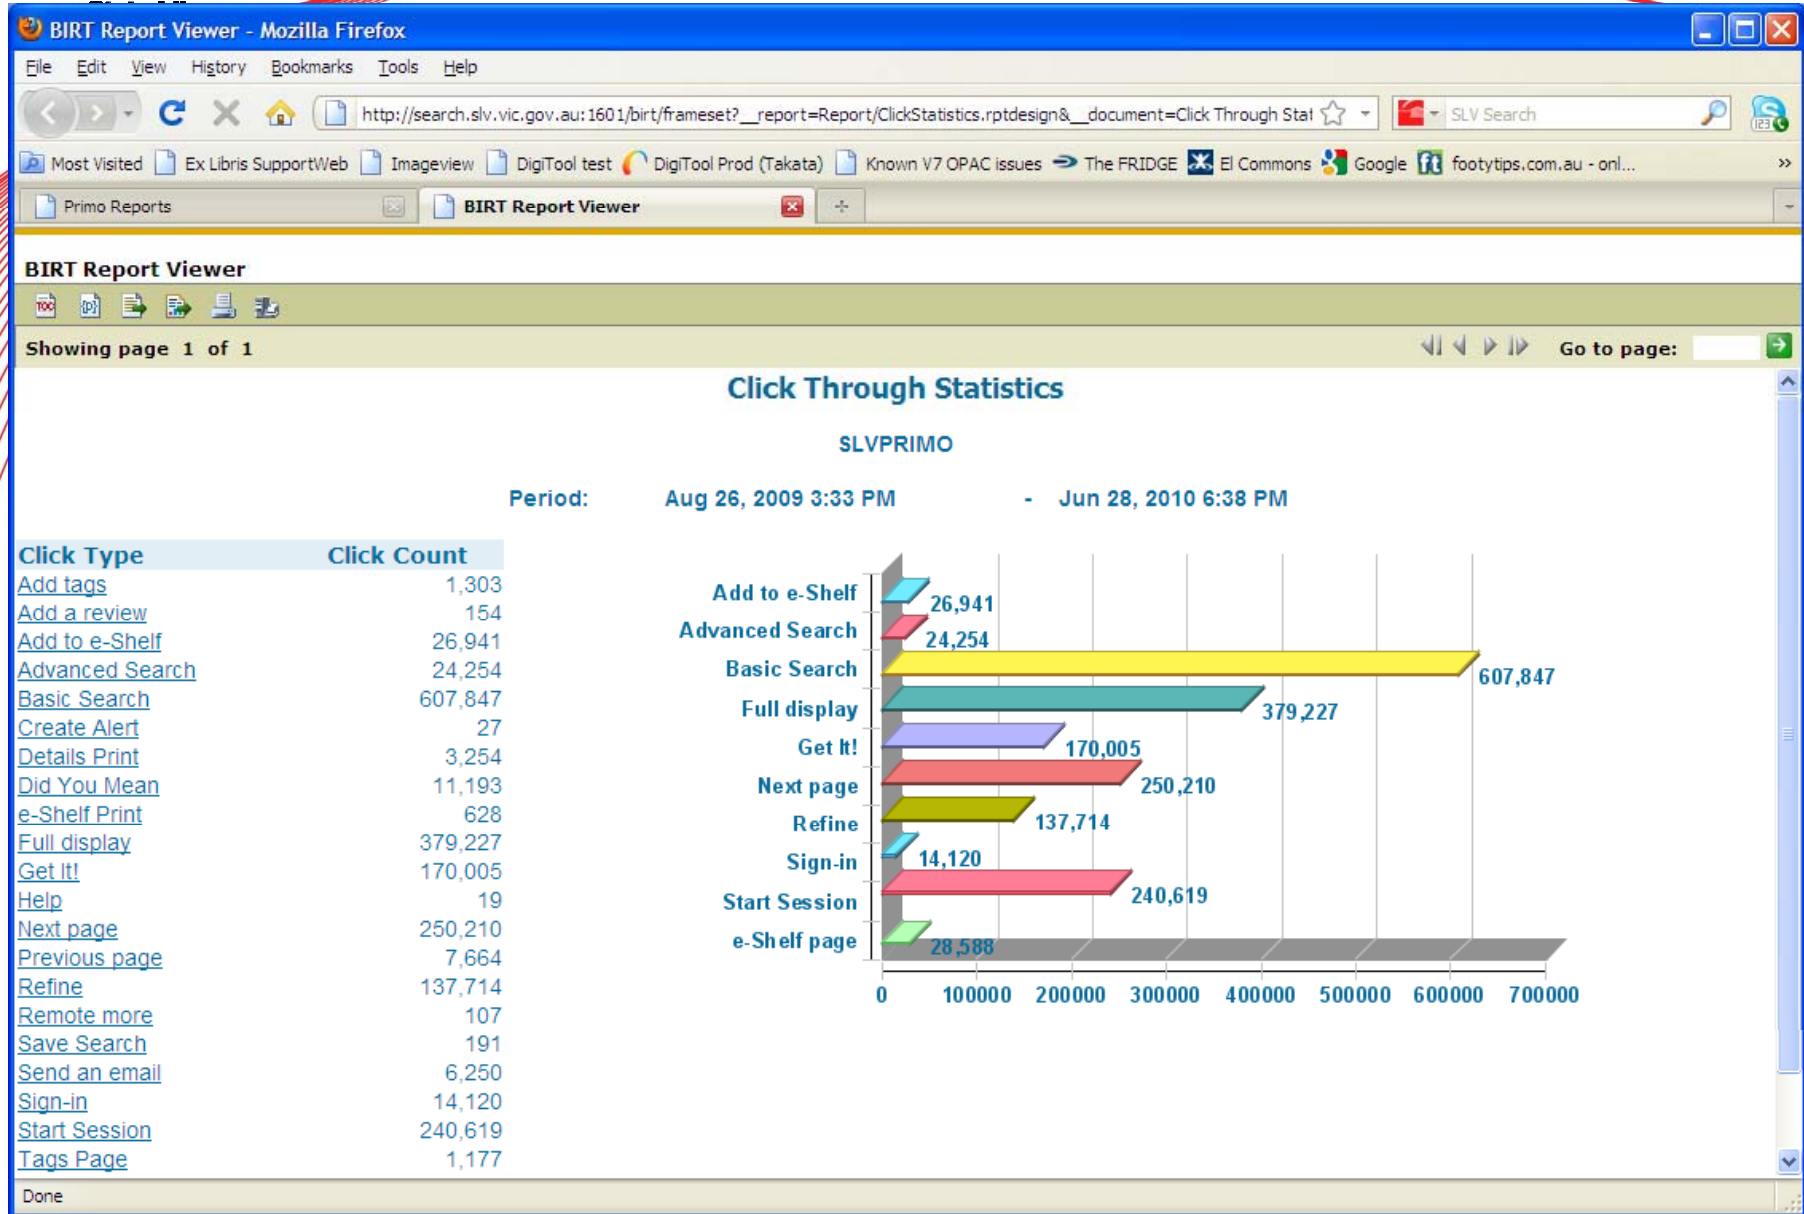 BIRT Report Viewer - Mozilla Firefox
File Edit View History Bookmarks Tools Help
http://search.slv.vic.gov.au:1601/birt/frameset?__report=Report/ClickStatistics.rptdesign&__document=Click Through Stat SLV Search
Most Visited Ex Libris SupportWeb Imageview DigiTool test DigiTool Prod (Takata) Known V7 OPAC issues The FRIDGE El Commons Google footytips.com.au - onl... »
Primo Reports BIRT Report Viewer
BIRT Report Viewer
Showing page 1 of 1 Go to page:
Click Through Statistics
SLVPRIMO
Period: Aug 26, 2009 3:33 PM - Jun 28, 2010 6:38 PM
Click Type Click Count
Add tags 1,303
Add a review 154
Add to e-Shelf 26,941
Advanced Search 24,254
Basic Search 607,847
Create Alert 27
Details Print 3,254
Did You Mean 11,193
e-Shelf Print 628
Full display 379,227
Get It! 170,005
Help 19
Next page 250,210
Previous page 7,664
Refine 137,714
Remote more 107
Save Search 191
Send an email 6,250
Sign-in 14,120
Start Session 240,619
Tags Page 1,177
Add to e-Shelf 26,941
Advanced Search 24,254
Basic Search 607,847
Full display 379,227
Get It! 170,005
Next page 250,210
Refine 137,714
Sign-in 14,120
Start Session 240,619
e-Shelf page 28,588
0 100000 200000 300000 400000 500000 600000 700000
Done